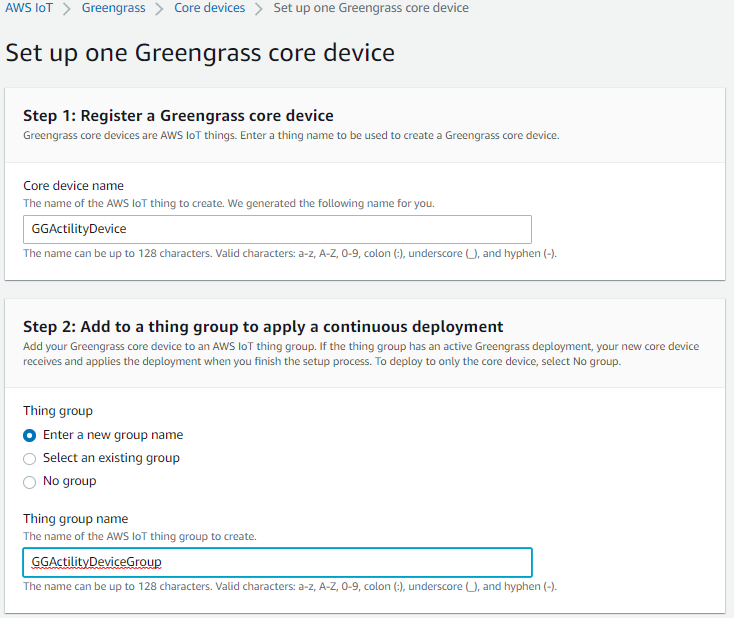 AWS IoT > Greengrass > Core devices > Set up one Greengrass core device
Set up one Greengrass core device
Step 1: Register a Greengrass core device
Greengrass core devices are AWS IoT things. Enter a thing name to be used to create a Greengrass core device.
Core device name
The name of the AWS IoT thing to create. We generated the following name for you.
GGActilityDevice
The name can be up to 128 characters. Valid characters: a-z, A-Z, 0-9, colon (:), underscore (_), and hyphen (-).
Step 2: Add to a thing group to apply a continuous deployment
Add your Greengrass core device to an AWS IoT thing group. If the thing group has an active Greengrass deployment, your new core device
receives and applies the deployment when you finish the setup process. To deploy to only the core device, select No group.
Thing group
Enter a new group name
Select an existing group
No group
Thing group name
The name of the AWS IoT thing group to create.
GGActilityDeviceGroup
The name can be up to 128 characters. Valid characters: a-z, A-Z, 0-9, colon (:), underscore (_), and hyphen (-).